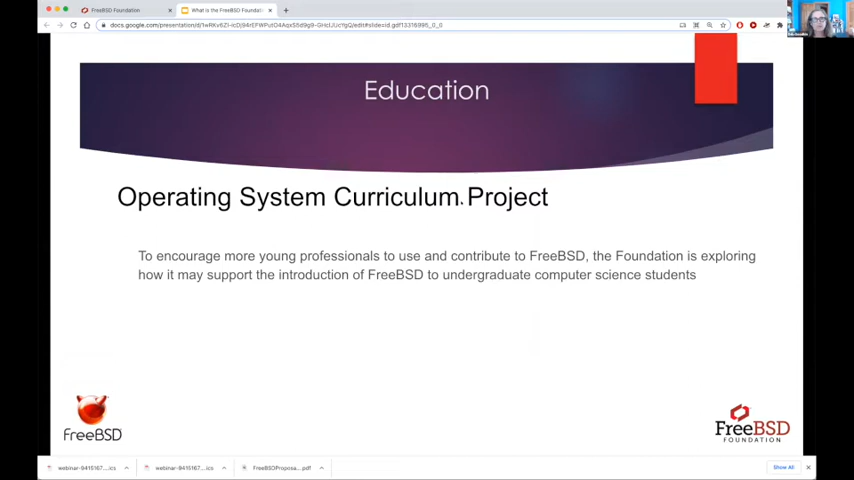 FreeBSD Foundation
What is the FreeBSD Foundati
Education
Operating System Curriculum Project
To encourage more young professionals to use and contribute to FreeBSD, the Foundation is exploring
how it may support the introduction of FreeBSD to undergraduate computer science students
FreeBSD
FreeBSD
FOUNDATION
webinar-9415167....ics
webinar-9415167....ics
FreeBSDProposa....pdf
Show All